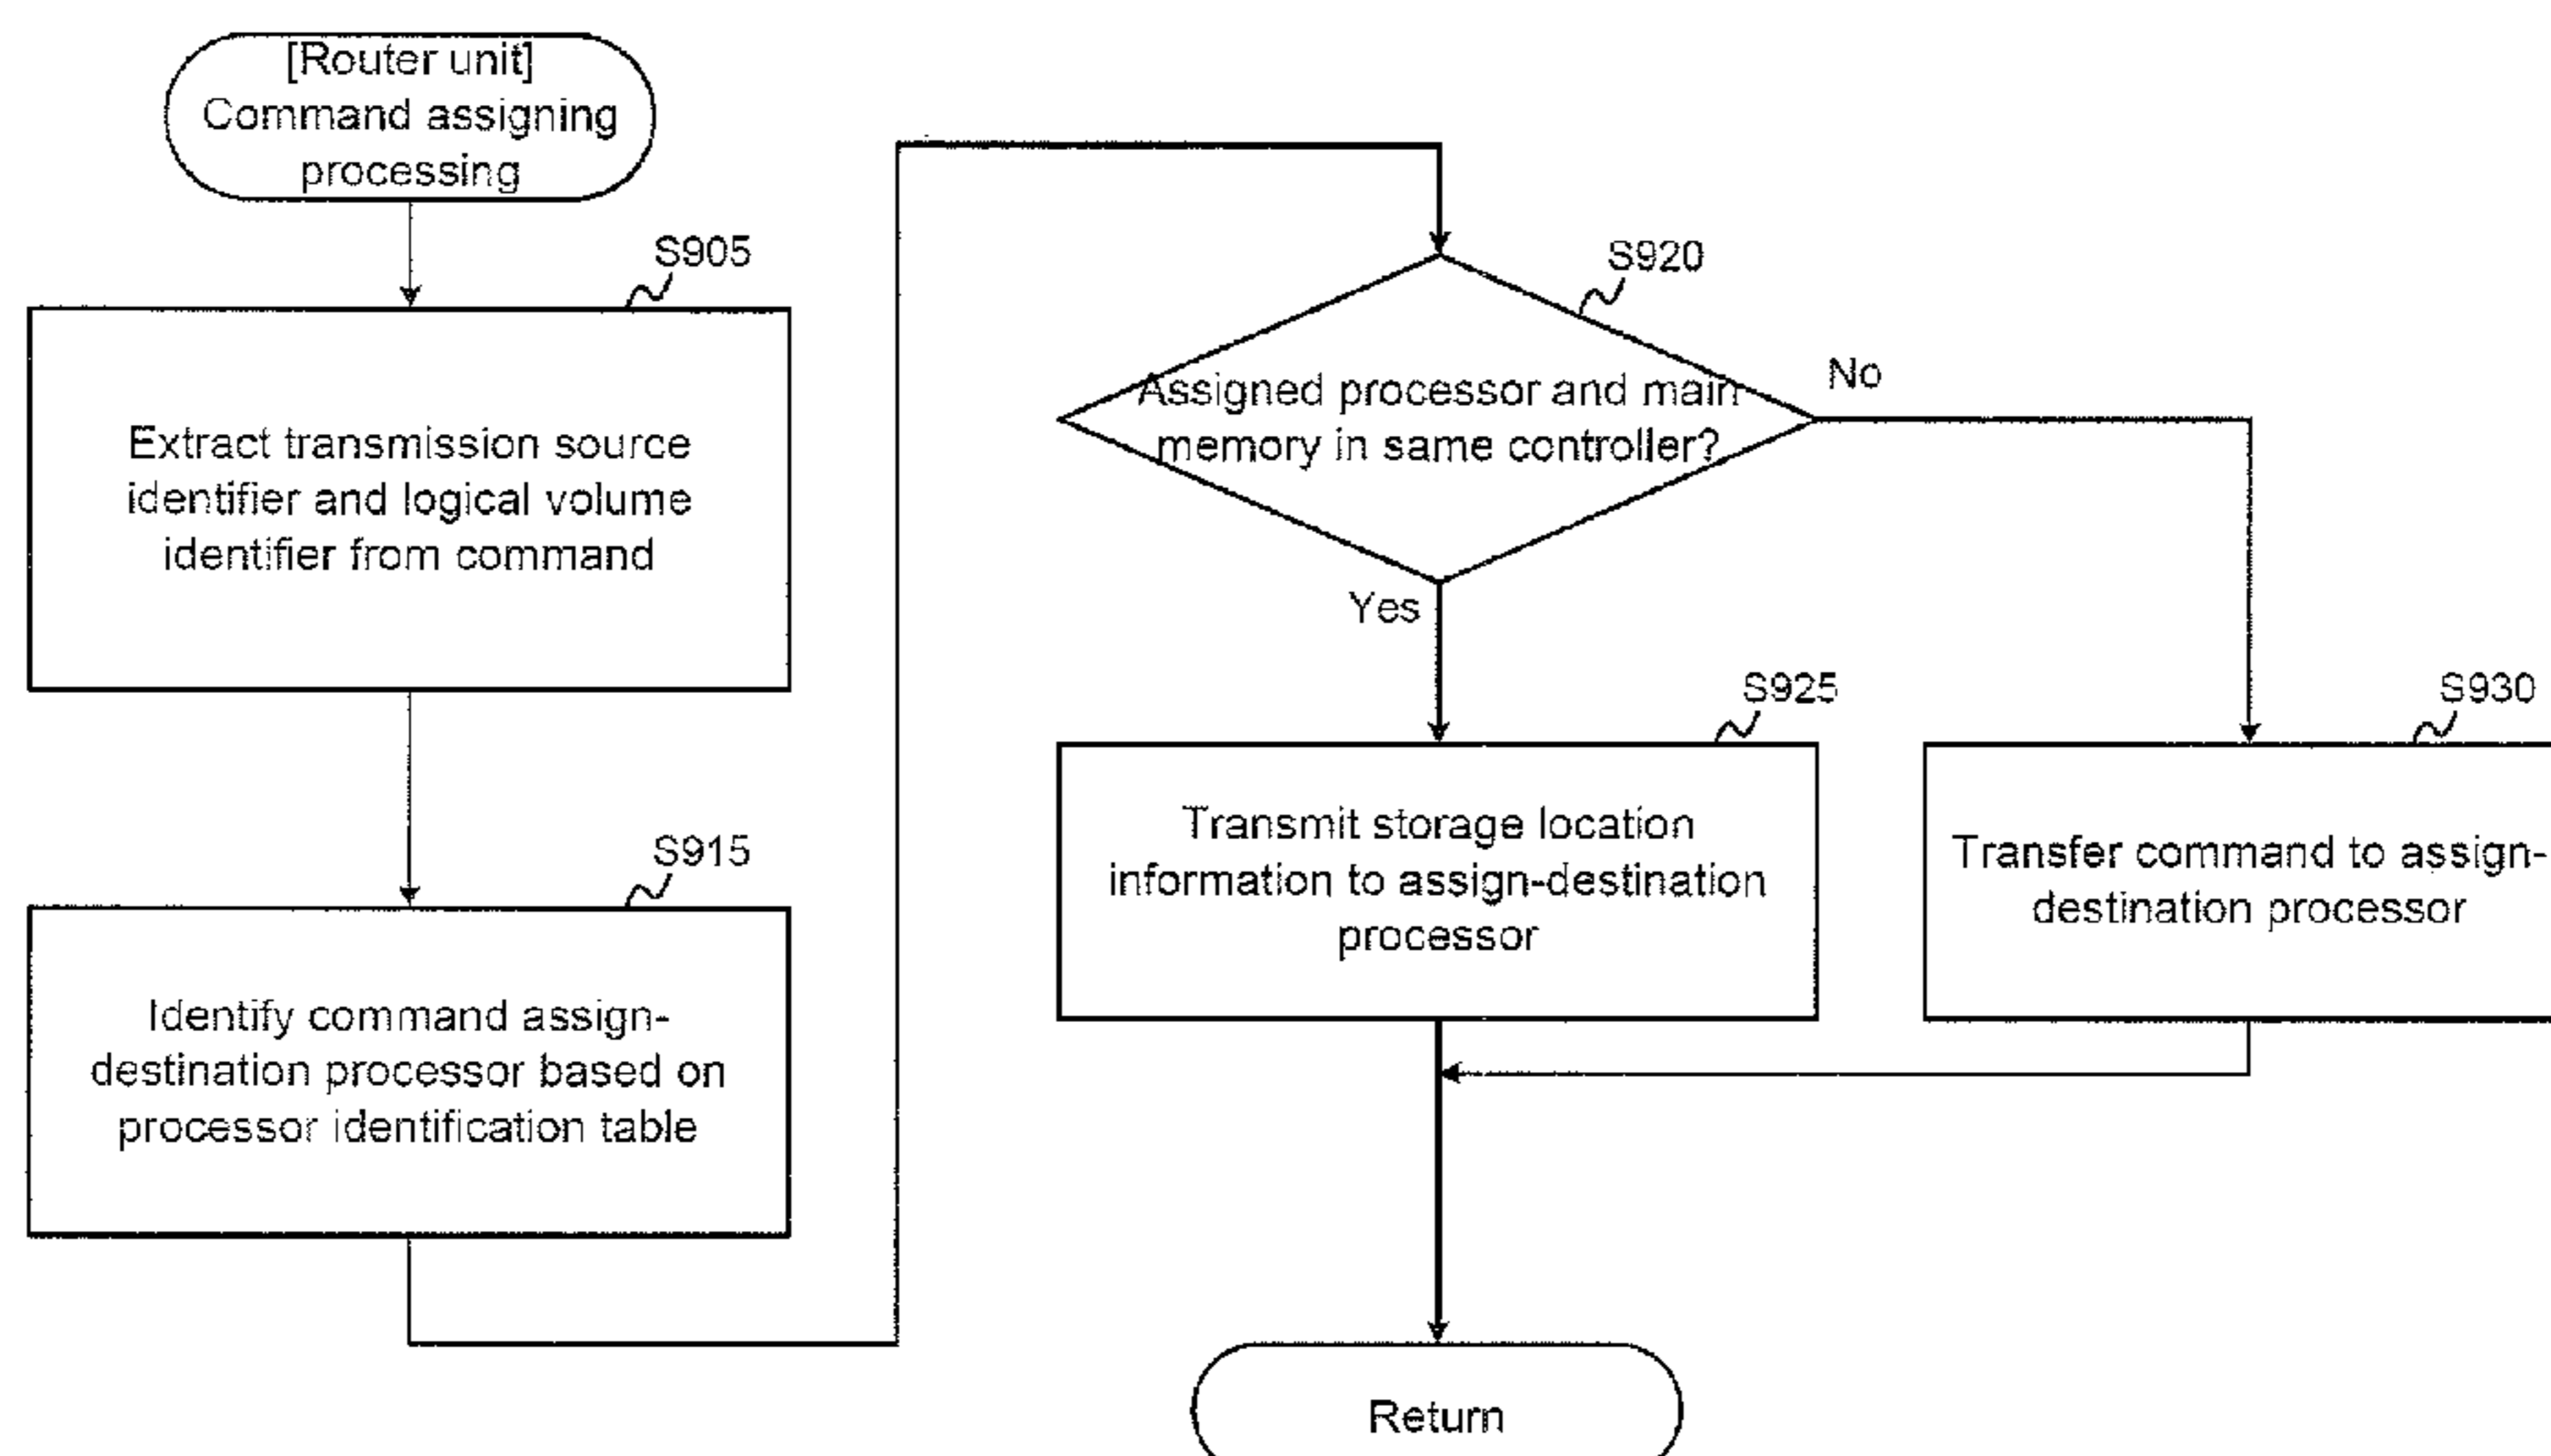 [Router unit]
Command assigning
processing
S905
Extract transmission source
identifier and logical volume
identifier from command
S915
Identify command assign-
destination processor based on
processor identification table
S920
Assigned processor and main
memory in same controller?
No
Yes
S925
Transmit storage location
information to assign-destination
processor
S930
Transfer command to assign-
destination processor
Return